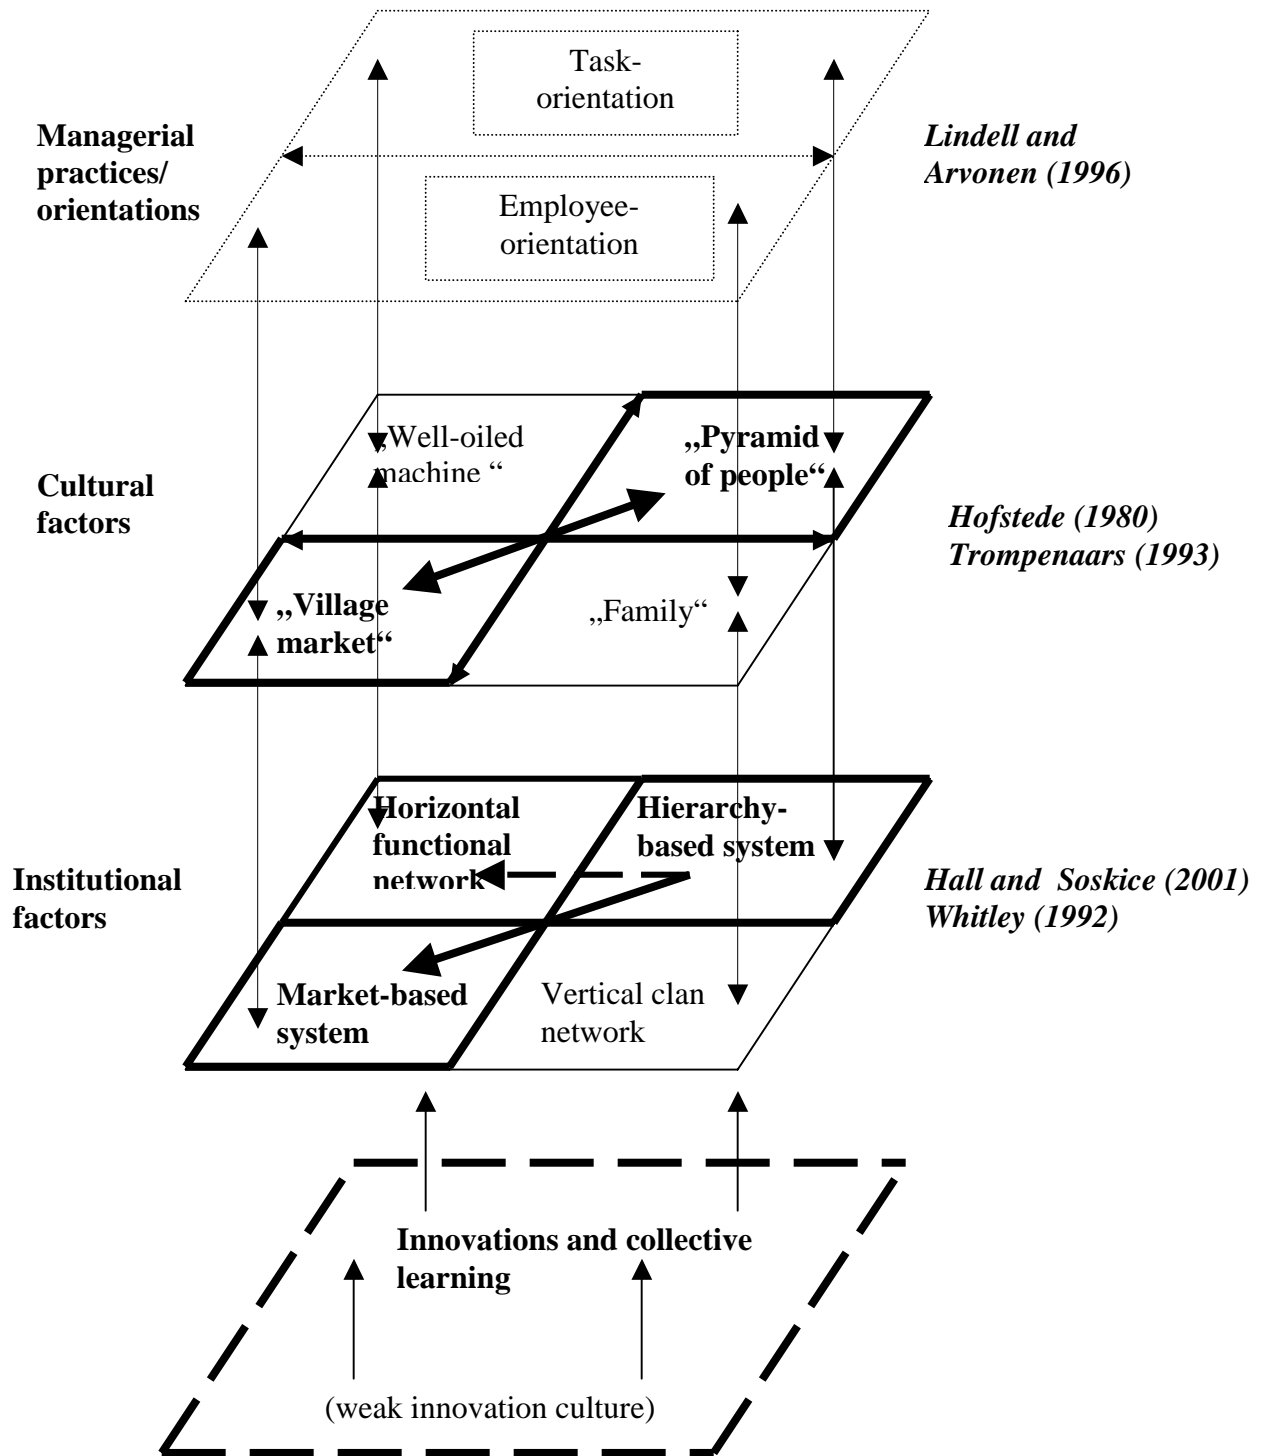 Task-
orientation
Managerial
practices/
orientations
Lindell and
Arvonen (1996)
Employee-
orientation
„Well-oiled
machine “
„Pyramid
of people“
Cultural
factors
Hofstede (1980)
Trompenaars (1993)
„Village
market“
„Family“
Horizontal
functional
network
Hierarchy-
based system
Institutional
factors
Hall and Soskice (2001)
Whitley (1992)
Market-based
system
Vertical clan
network
Innovations and collective
learning
(weak innovation culture)